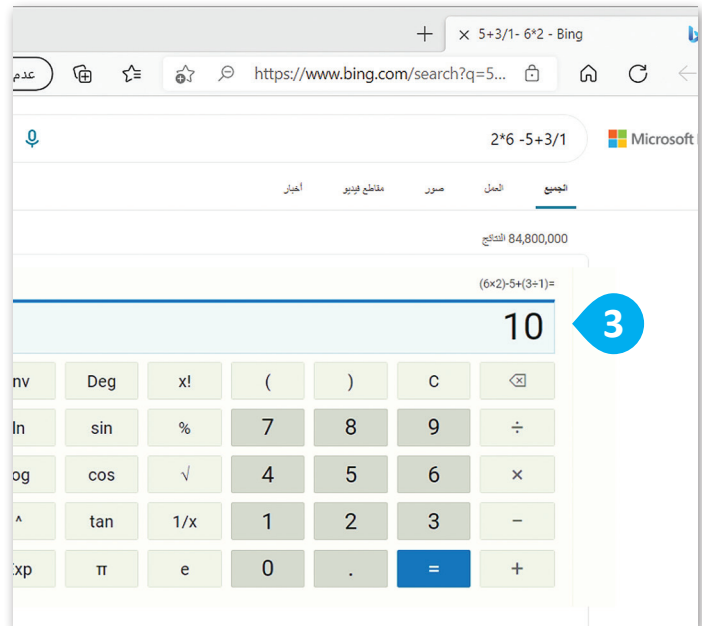 5+3/1- 6*2 - Bing
https://www.bing.com/search?q=5...
عدم
2*6 -5+3/1
Microsoft
الجميع العمل صور مقاطع فيديو أخبار
84,800,000 النتائج
(6×2)-5+(3÷1)=
10
3
nv Deg x! ( ) C
ln sin % 7 8 9 ÷
og cos √ 4 5 6 ×
^ tan 1/x 1 2 3 −
xp π e 0 . = +